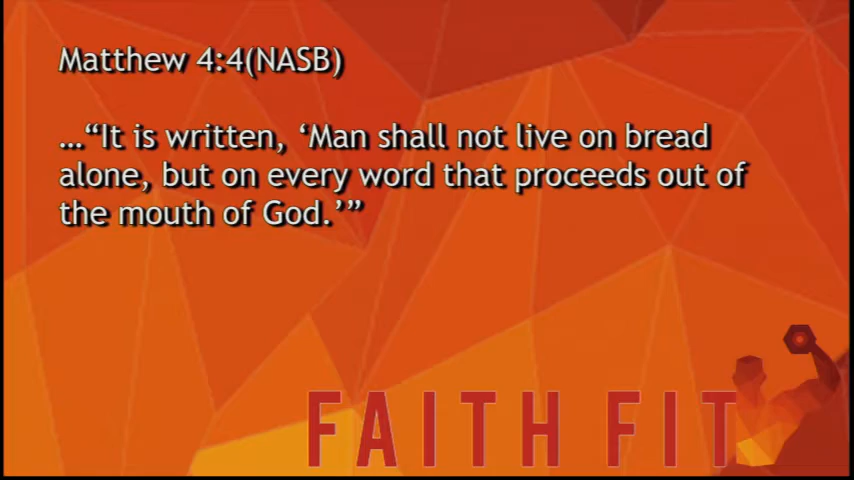 Matthew 4:4(NASB)
…“It is written, ‘Man shall not live on bread
alone, but on every word that proceeds out of
the mouth of God.’”
FAITH FIT